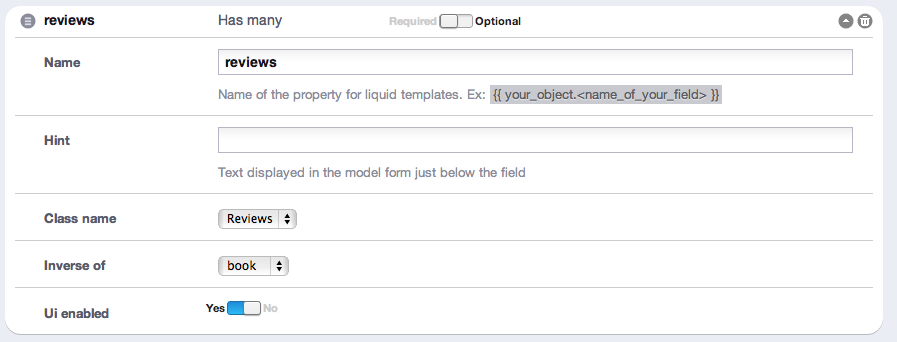 reviews Has many Required Optional
Name reviews
Name of the property for liquid templates. Ex: {{ your_object.<name_of_your_field> }}
Hint
Text displayed in the model form just below the field
Class name Reviews
Inverse of book
Ui enabled Yes No